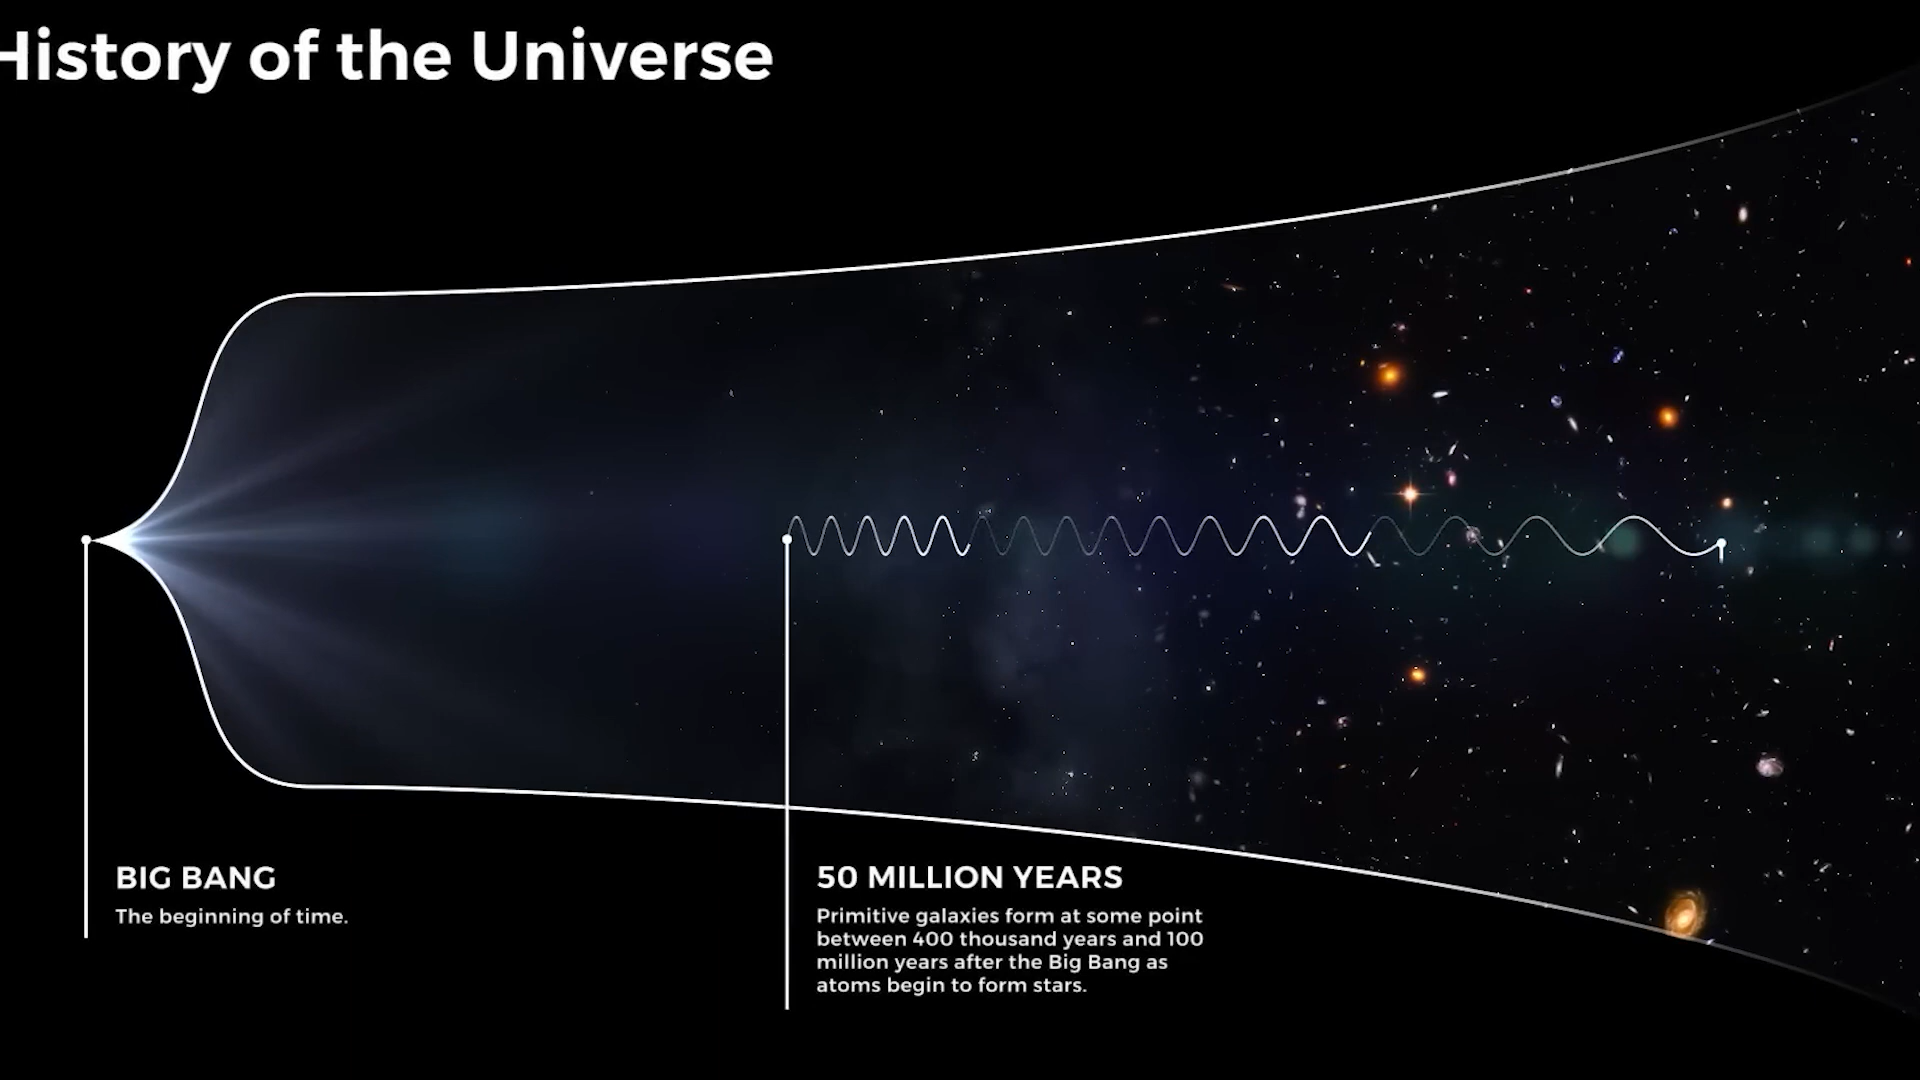 History of the Universe
BIG BANG
The beginning of time.
50 MILLION YEARS
Primitive galaxies form at some point
between 400 thousand years and 100
million years after the Big Bang as
atoms begin to form stars.